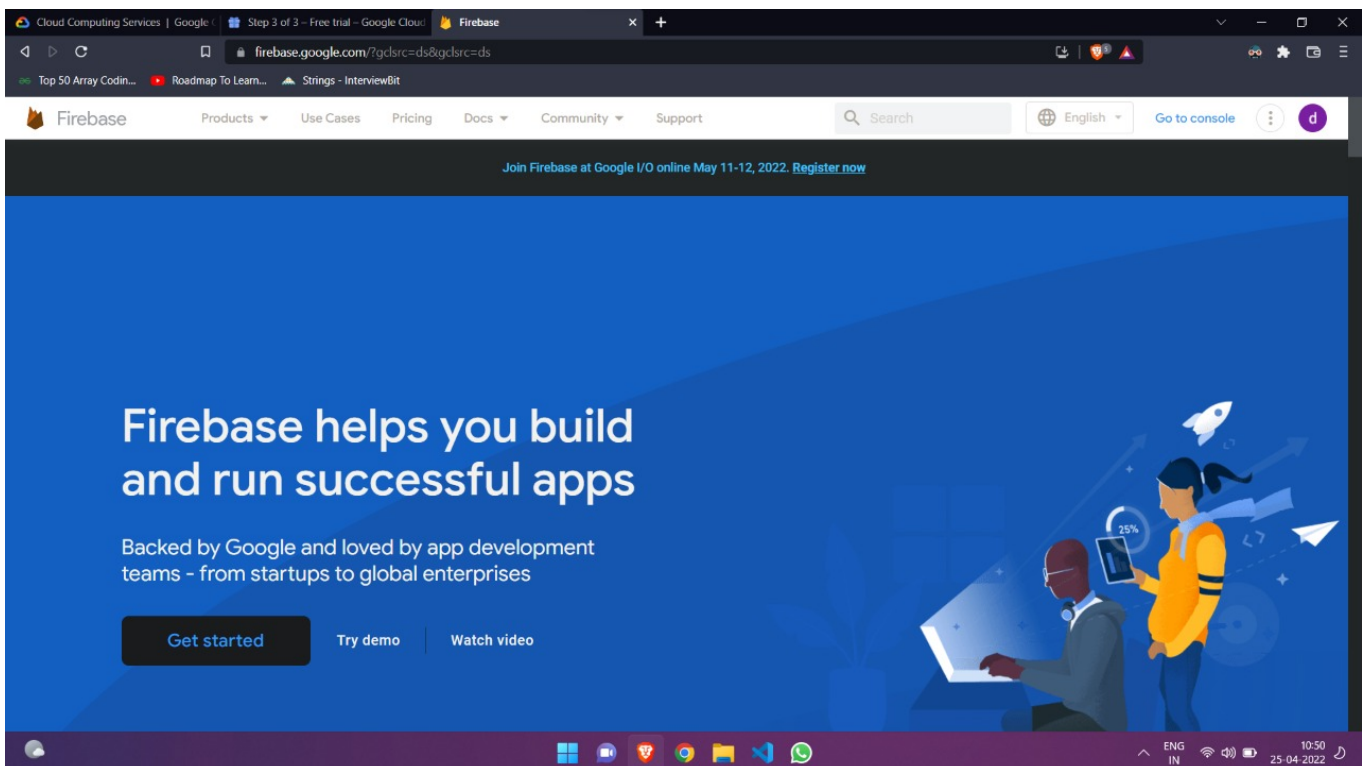 Cloud Computing Services | Google C
Step 3 of 3 – Free trial – Google Cloud
Firebase
firebase.google.com/?gclsrc=ds&gclsrc=ds
Top 50 Array Codin...
Roadmap To Learn...
Strings - InterviewBit
Firebase
Products
Use Cases
Pricing
Docs
Community
Support
Search
English
Go to console
d
Join Firebase at Google I/O online May 11-12, 2022. Register now
Firebase helps you build
and run successful apps
Backed by Google and loved by app development
teams - from startups to global enterprises
Get started
Try demo
Watch video
25%
ENG
IN
10:50
25-04-2022